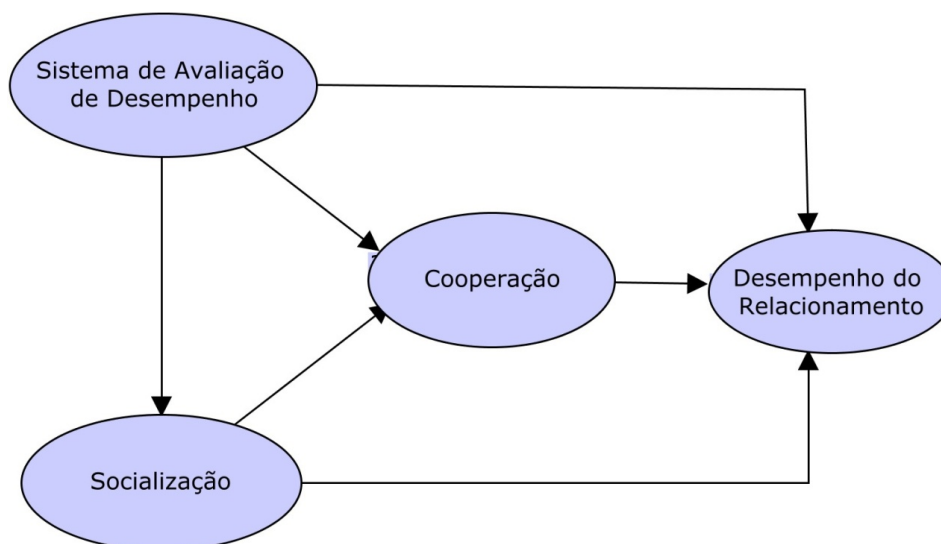 Sistema de Avaliação
de Desempenho
Cooperação
Desempenho do
Relacionamento
Socialização